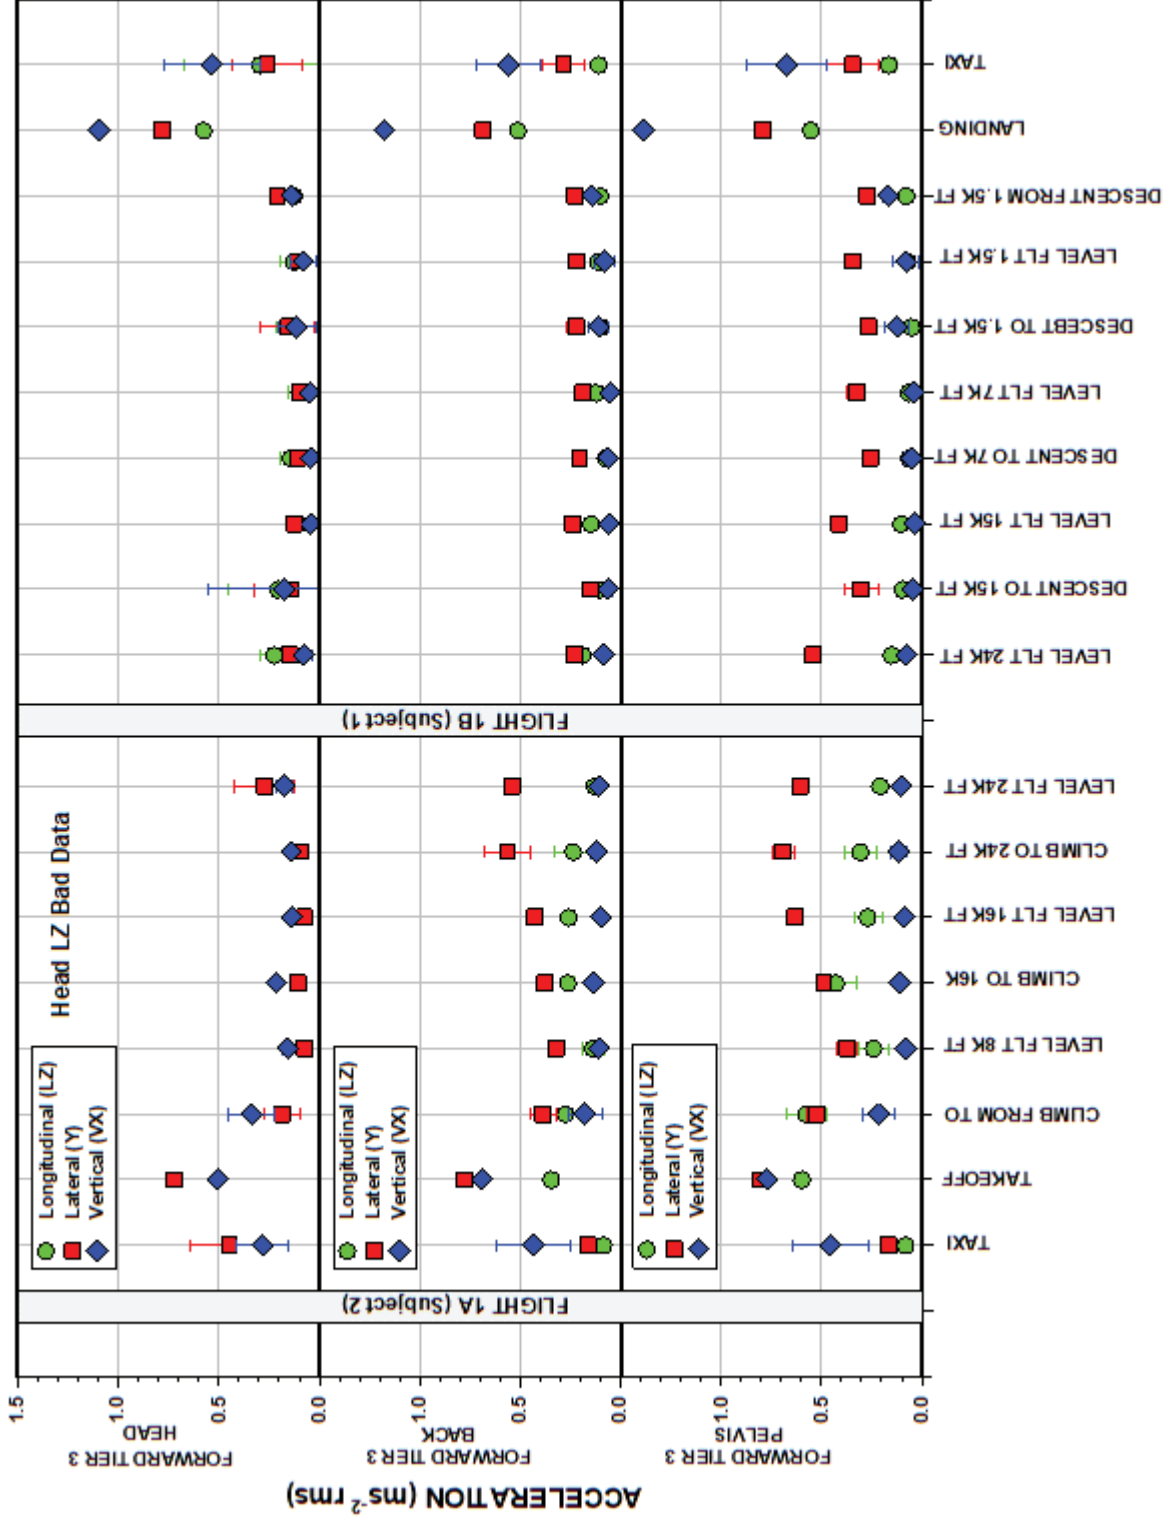 ACCELERATION (ms-2 rms)
FORWARD TIER 3
HEAD
1.5
1.0
0.5
0.0
Head LZ Bad Data
Longitudinal (LZ)
Lateral (Y)
Vertical (VX)
FORWARD TIER 3
BACK
1.0
0.5
0.0
Longitudinal (LZ)
Lateral (Y)
Vertical (VX)
FORWARD TIER 3
PELVIS
1.0
0.5
0.0
Longitudinal (LZ)
Lateral (Y)
Vertical (VX)
FLIGHT 1A (Subject 2)
TAXI
TAKEOFF
CLIMB FROM TO
LEVEL FLT 8K FT
CLIMB TO 16K
LEVEL FLT 16K FT
CLIMB TO 24K FT
LEVEL FLT 24K FT
FLIGHT 1B (Subject 1)
LEVEL FLT 24K FT
DESCENT TO 15K FT
LEVEL FLT 15K FT
DESCENT TO 7K FT
LEVEL FLT 7K FT
DESCEBT TO 1.5K FT
LEVEL FLT 1.5K FT
DESCENT FROM 1.5K FT
LANDING
TAXI